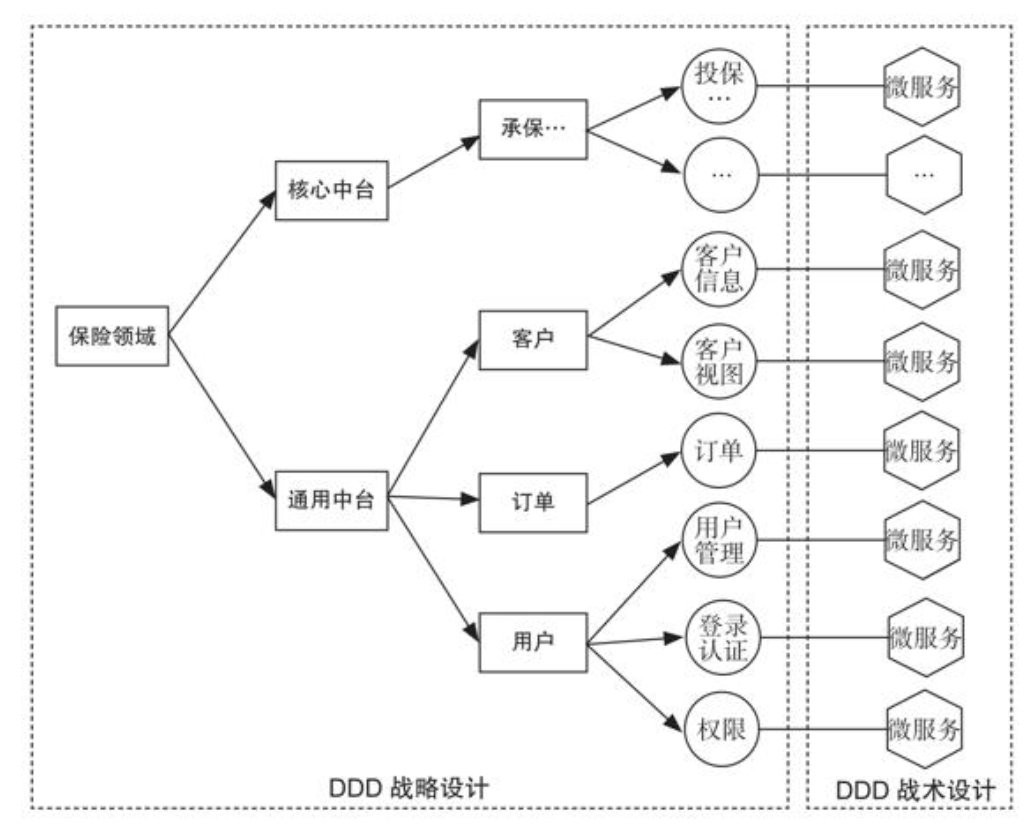 投保
…
微服务
承保…
…
…
核心中台
客户
信息
微服务
保险领域
客户
客户
视图
微服务
订单
微服务
通用中台
订单
用户
管理
微服务
用户
登录
认证
微服务
权限
微服务
DDD 战略设计
DDD 战术设计